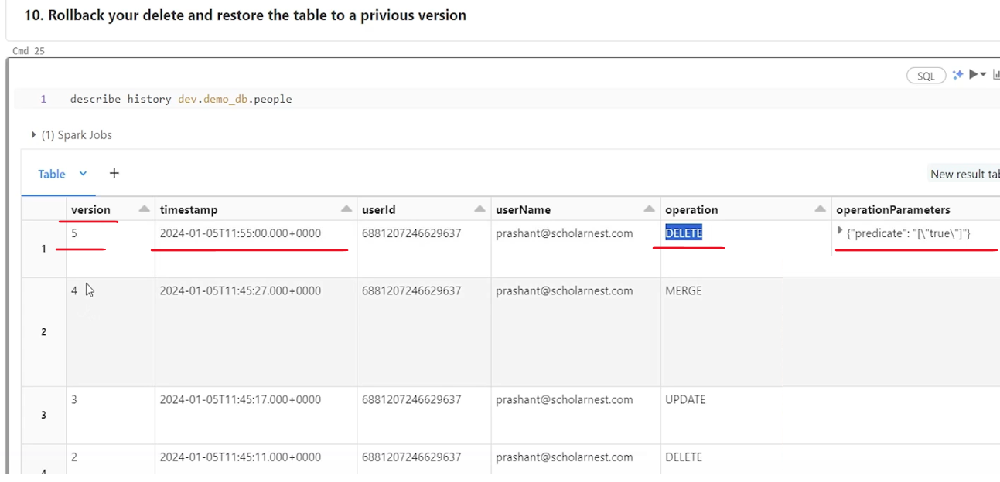 10. Rollback your delete and restore the table to a privious version
Cmd 25
SQL
1 describe history dev.demo_db.people
(1) Spark Jobs
Table +
New result tab
version timestamp userId userName operation operationParameters
1 5 2024-01-05T11:55:00.000+0000 6881207246629637 prashant@scholarnest.com DELETE {"predicate": "[\"true\"]"}
2 4 2024-01-05T11:45:27.000+0000 6881207246629637 prashant@scholarnest.com MERGE
3 3 2024-01-05T11:45:17.000+0000 6881207246629637 prashant@scholarnest.com UPDATE
4 2 2024-01-05T11:45:11.000+0000 6881207246629637 prashant@scholarnest.com DELETE